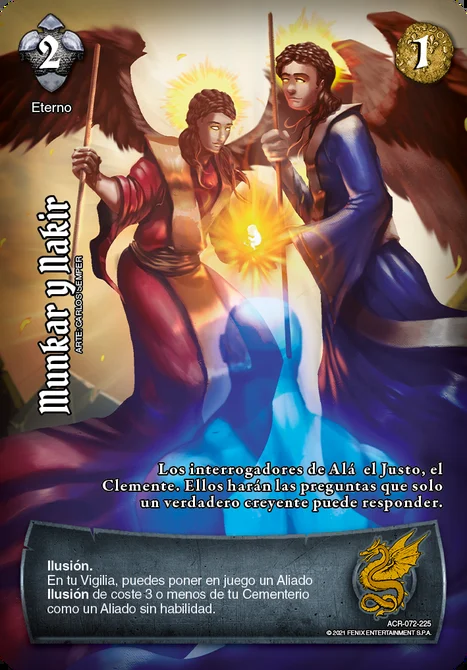 2
1
Eterno
Munkar y Nakir
ARTE: CARLOS SEMPER
Los interrogadores de Alá el Justo, el
Clemente. Ellos harán las preguntas que solo
un verdadero creyente puede responder.
Ilusión.
En tu Vigilia, puedes poner en juego un Aliado
Ilusión de coste 3 o menos de tu Cementerio
como un Aliado sin habilidad.
ACR-072-225
© 2021 FENIX ENTERTAINMENT S.P.A.